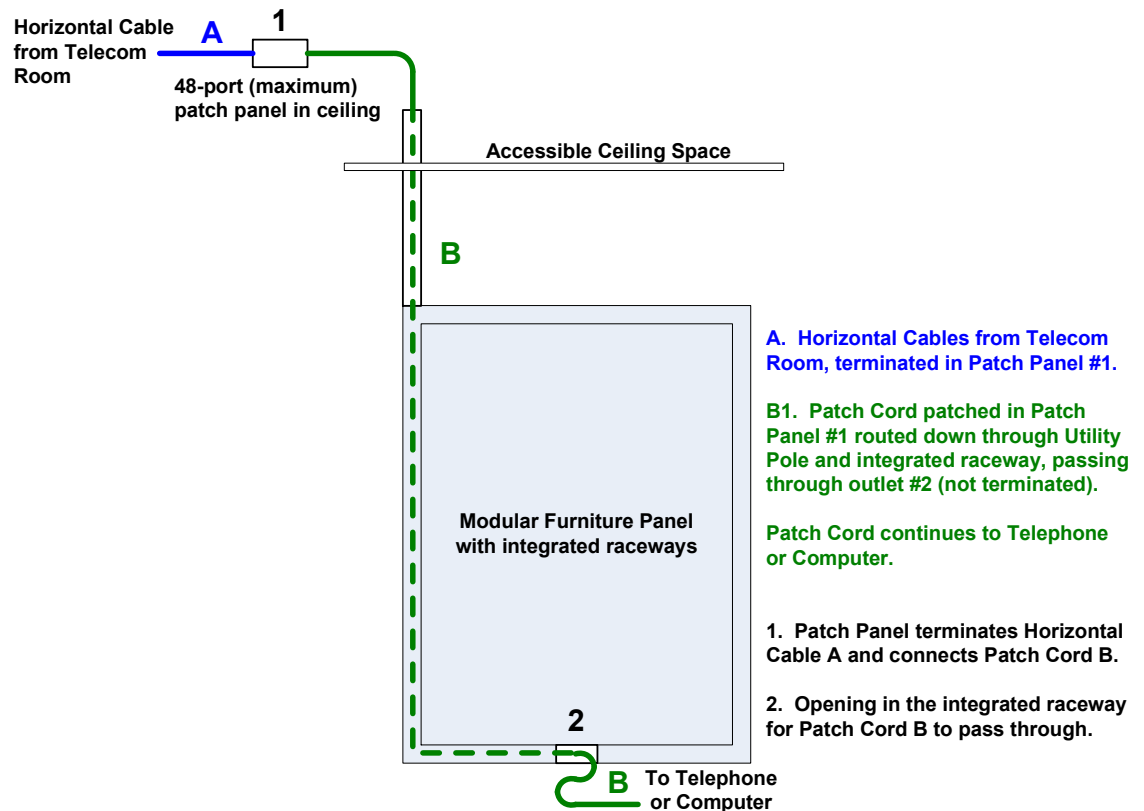 Horizontal Cable
from Telecom
Room
A
1
48-port (maximum)
patch panel in ceiling
Accessible Ceiling Space
B
Modular Furniture Panel
with integrated raceways
2
B
To Telephone
or Computer
A. Horizontal Cables from Telecom
Room, terminated in Patch Panel #1.
B1. Patch Cord patched in Patch
Panel #1 routed down through Utility
Pole and integrated raceway, passing
through outlet #2 (not terminated).
Patch Cord continues to Telephone
or Computer.
1. Patch Panel terminates Horizontal
Cable A and connects Patch Cord B.
2. Opening in the integrated raceway
for Patch Cord B to pass through.